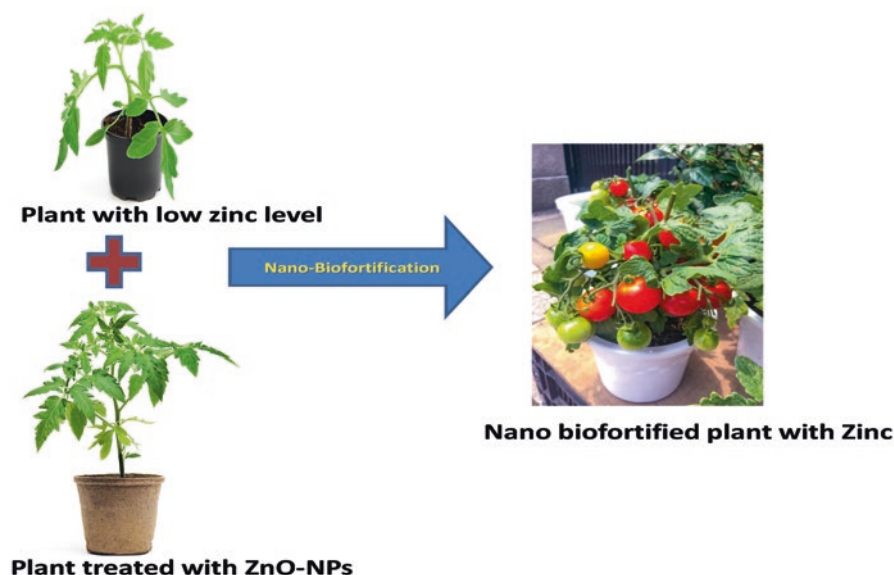 Plant with low zinc level
Nano-Biofortification
Plant treated with ZnO-NPs
Nano biofortified plant with Zinc